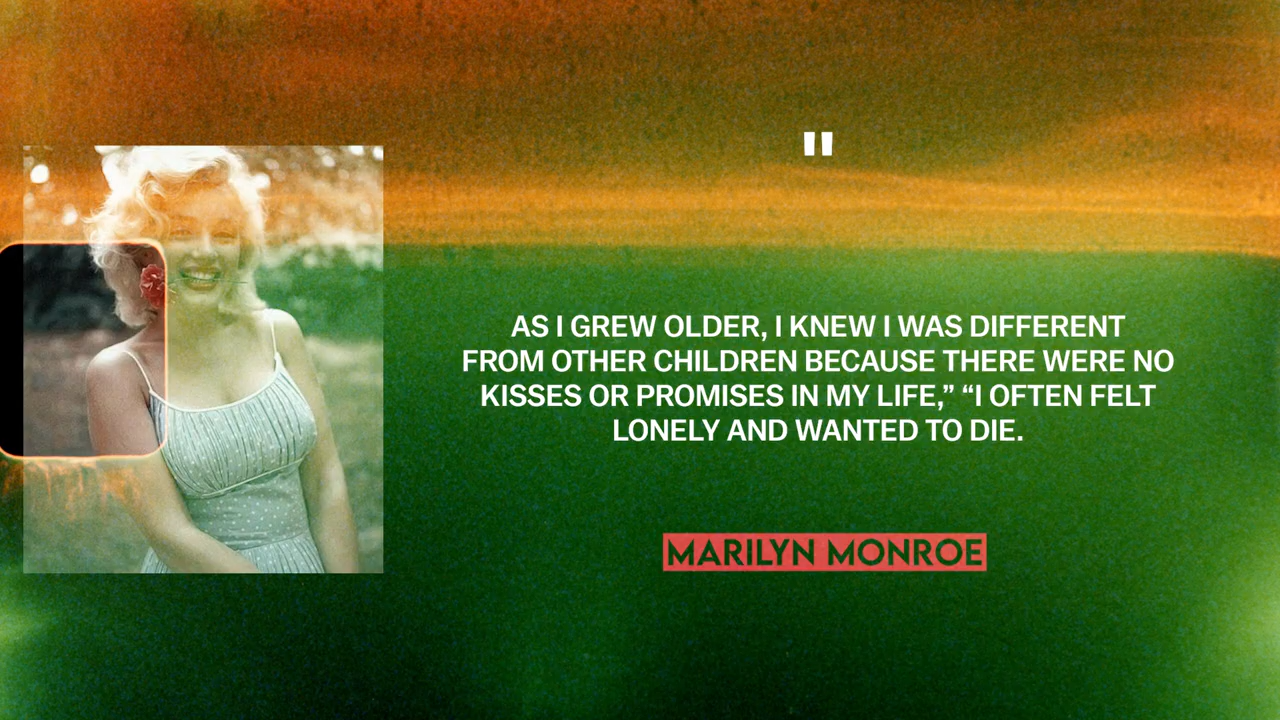 "
AS I GREW OLDER, I KNEW I WAS DIFFERENT
FROM OTHER CHILDREN BECAUSE THERE WERE NO
KISSES OR PROMISES IN MY LIFE,” “I OFTEN FELT
LONELY AND WANTED TO DIE.
MARILYN MONROE